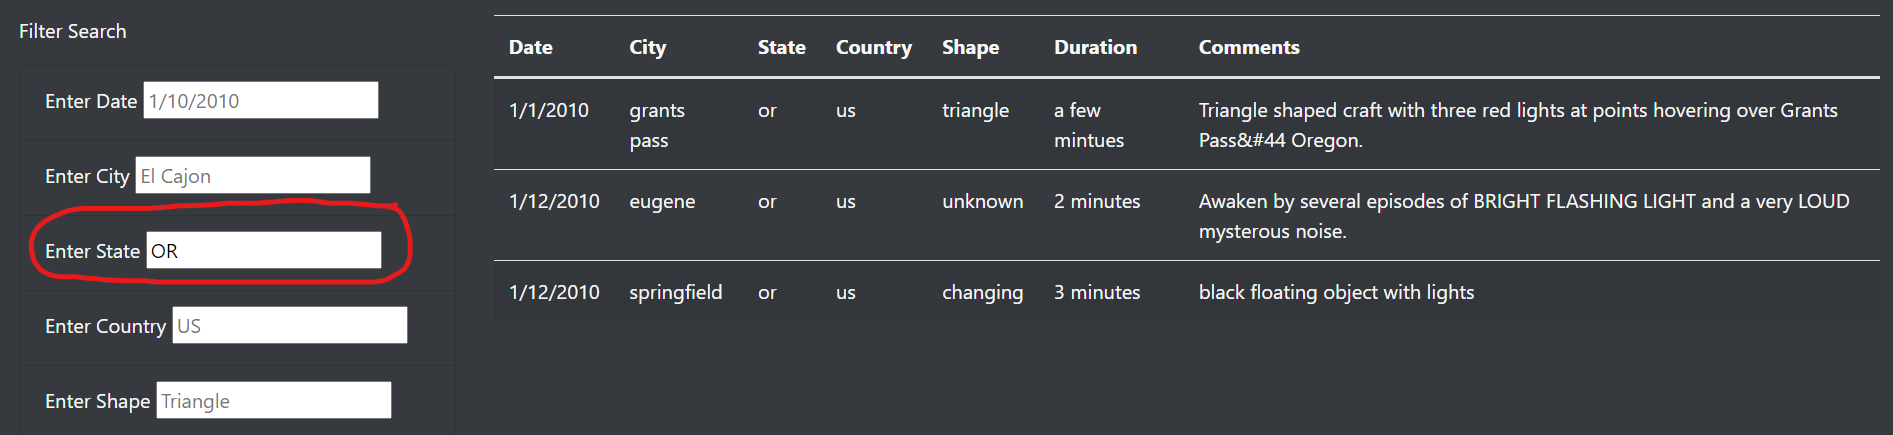 Filter Search
Enter Date 1/10/2010
Enter City El Cajon
Enter State OR
Enter Country US
Enter Shape Triangle
Date City State Country Shape Duration Comments
1/1/2010 grants or us triangle a few Triangle shaped craft with three red lights at points hovering over Grants
pass mintues Pass&#44 Oregon.
1/12/2010 eugene or us unknown 2 minutes Awaken by several episodes of BRIGHT FLASHING LIGHT and a very LOUD
mysterous noise.
1/12/2010 springfield or us changing 3 minutes black floating object with lights